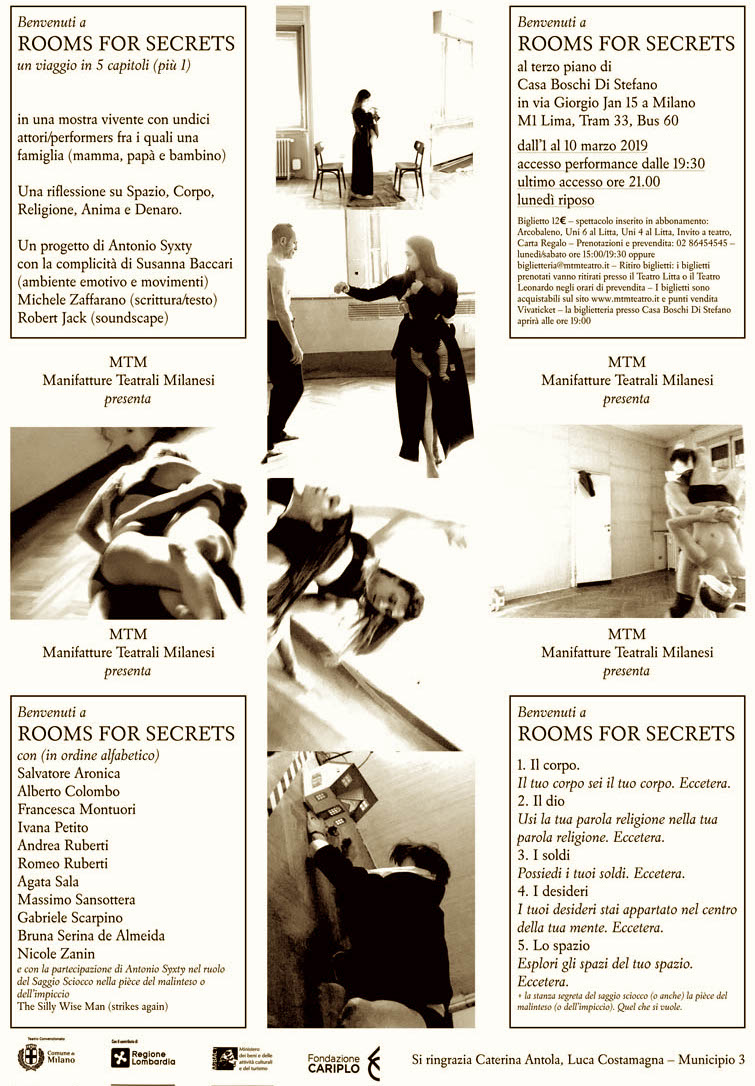 Benvenuti a
ROOMS FOR SECRETS
un viaggio in 5 capitoli (più 1)
in una mostra vivente con undici
attori/performers fra i quali una
famiglia (mamma, papà e bambino)
Una riflessione su Spazio, Corpo,
Religione, Anima e Denaro.
Un progetto di Antonio Syxty
con la complicità di Susanna Baccari
(ambiente emotivo e movimenti)
Michele Zaffarano (scrittura/testo)
Robert Jack (soundscape)
MTM
Manifatture Teatrali Milanesi
presenta
Benvenuti a
ROOMS FOR SECRETS
al terzo piano di
Casa Boschi Di Stefano
in via Giorgio Jan 15 a Milano
M1 Lima, Tram 33, Bus 60
dall'1 al 10 marzo 2019
accesso performance dalle 19:30
ultimo accesso ore 21.00
lunedì riposo
Biglietto 12€ – spettacolo inserito in abbonamento:
Arcobaleno, Uni 6 al Litta, Uni 4 al Litta, Invito a teatro,
Carta Regalo – Prenotazioni e prevendita: 02 86454545 –
lunedì/sabato ore 15:00/19:30 oppure
biglietteria@mtmteatro.it – Ritiro biglietti: i biglietti
prenotati vanno ritirati presso il Teatro Litta o il Teatro
Leonardo negli orari di prevendita – I biglietti sono
acquistabili sul sito www.mtmteatro.it e punti vendita
Vivaticket – la biglietteria presso Casa Boschi Di Stefano
aprirà alle ore 19:00
MTM
Manifatture Teatrali Milanesi
presenta
MTM
Manifatture Teatrali Milanesi
presenta
MTM
Manifatture Teatrali Milanesi
presenta
Benvenuti a
ROOMS FOR SECRETS
con (in ordine alfabetico)
Salvatore Aronica
Alberto Colombo
Francesca Montuori
Ivana Petito
Andrea Ruberti
Romeo Ruberti
Agata Sala
Massimo Sansottera
Gabriele Scarpino
Bruna Serina de Almeida
Nicole Zanin
e con la partecipazione di Antonio Syxty nel ruolo
del Saggio Sciocco nella pièce del malinteso o
dell'impiccio
The Silly Wise Man (strikes again)
Benvenuti a
ROOMS FOR SECRETS
1. Il corpo.
Il tuo corpo sei il tuo corpo. Eccetera.
2. Il dio
Usi la tua parola religione nella tua
parola religione. Eccetera.
3. I soldi
Possiedi i tuoi soldi. Eccetera.
4. I desideri
I tuoi desideri stai appartato nel centro
della tua mente. Eccetera.
5. Lo spazio
Esplori gli spazi del tuo spazio.
Eccetera.
+ la stanza segreta del saggio sciocco (o anche) la pièce del
malinteso (o dell'impiccio). Quel che si vuole.
Teatro Convenzionato
Comune di
Milano
Con il contributo di
Regione
Lombardia
Ministero
dei beni e delle
attività culturali
e del turismo
Fondazione
CARIPLO
Si ringrazia Caterina Antola, Luca Costamagna – Municipio 3